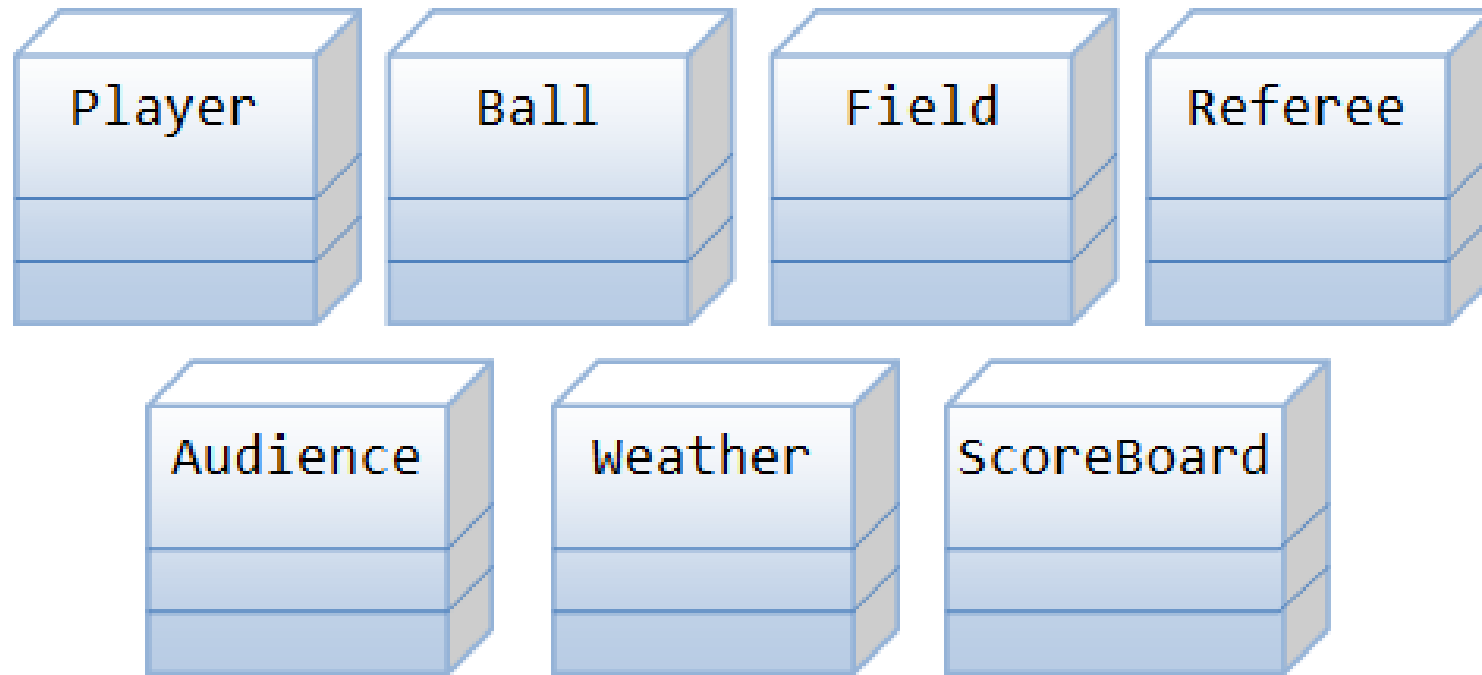 Player
Ball
Field
Referee
Audience
Weather
ScoreBoard